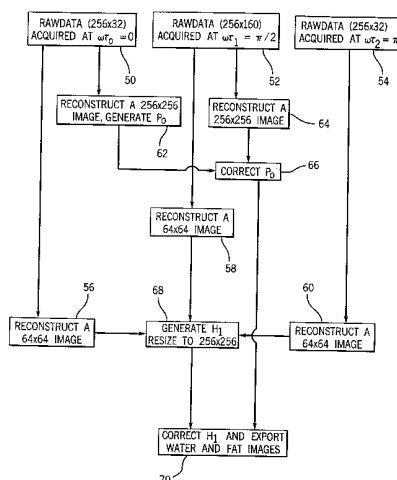 RAWDATA (256x32)
ACQUIRED AT ωτ₀ = 0
50
RAWDATA (256x160)
ACQUIRED AT ωτ₁ = π/2
52
RAWDATA (256x32)
ACQUIRED AT ωτ₂ = π
54
RECONSTRUCT A 256x256
IMAGE, GENERATE P₀
62
RECONSTRUCT A
256x256 IMAGE
64
CORRECT P₀
66
RECONSTRUCT A
64x64 IMAGE
58
56
RECONSTRUCT A
64x64 IMAGE
68
GENERATE H₁
RESIZE TO 256x256
60
RECONSTRUCT A
64x64 IMAGE
CORRECT H₁ AND EXPORT
WATER AND FAT IMAGES
70